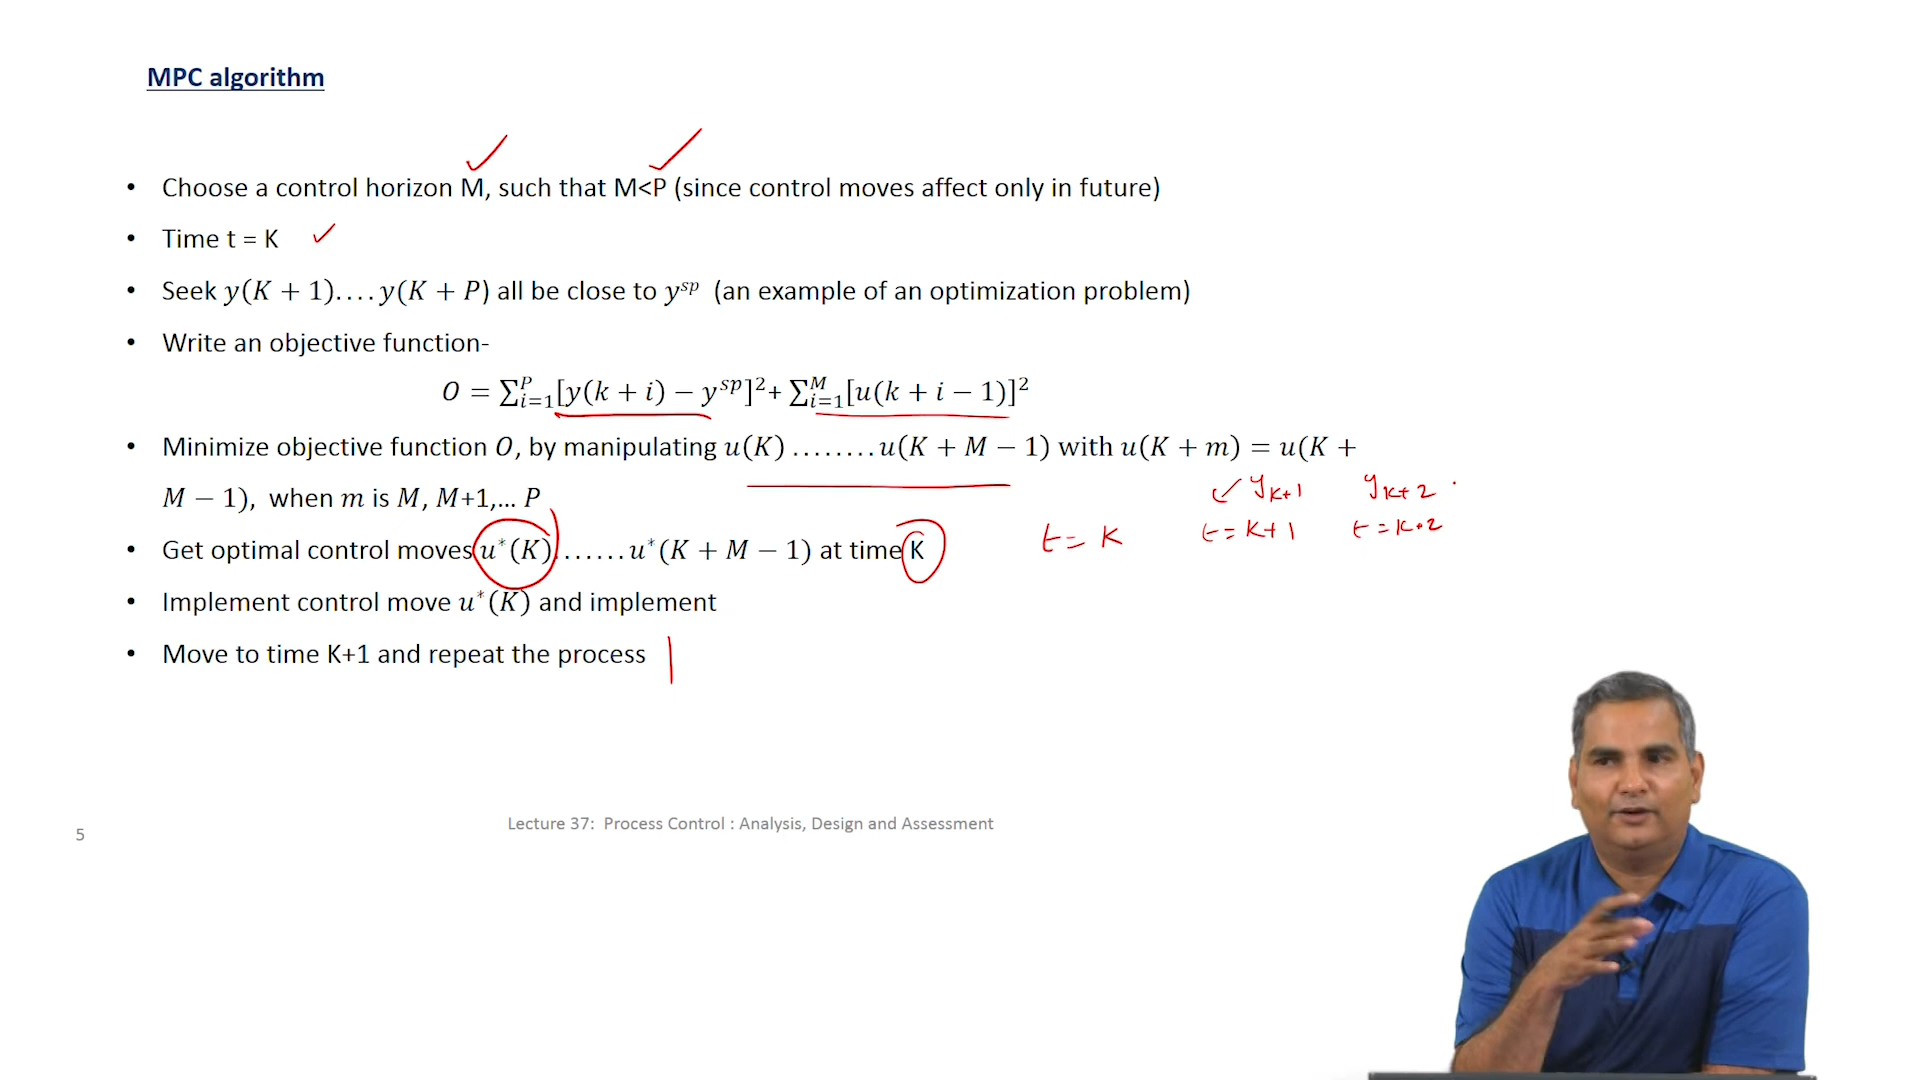 MPC algorithm
• Choose a control horizon M, such that M<P (since control moves affect only in future)
• Time t = K
• Seek y(K + 1)....y(K + P) all be close to y^sp (an example of an optimization problem)
• Write an objective function-
O = ∑_{i=1}^{P}[y(k + i) − y^sp]^2+ ∑_{i=1}^{M}[u(k + i − 1)]^2
• Minimize objective function O, by manipulating u(K) ........u(K + M − 1) with u(K + m) = u(K +
M − 1), when m is M, M+1,... P
y_{K+1} y_{K+2}
t = K t = K+1 t = K+2
• Get optimal control moves u*(K).......u*(K + M − 1) at time K
• Implement control move u*(K) and implement
• Move to time K+1 and repeat the process
Lecture 37: Process Control : Analysis, Design and Assessment
5